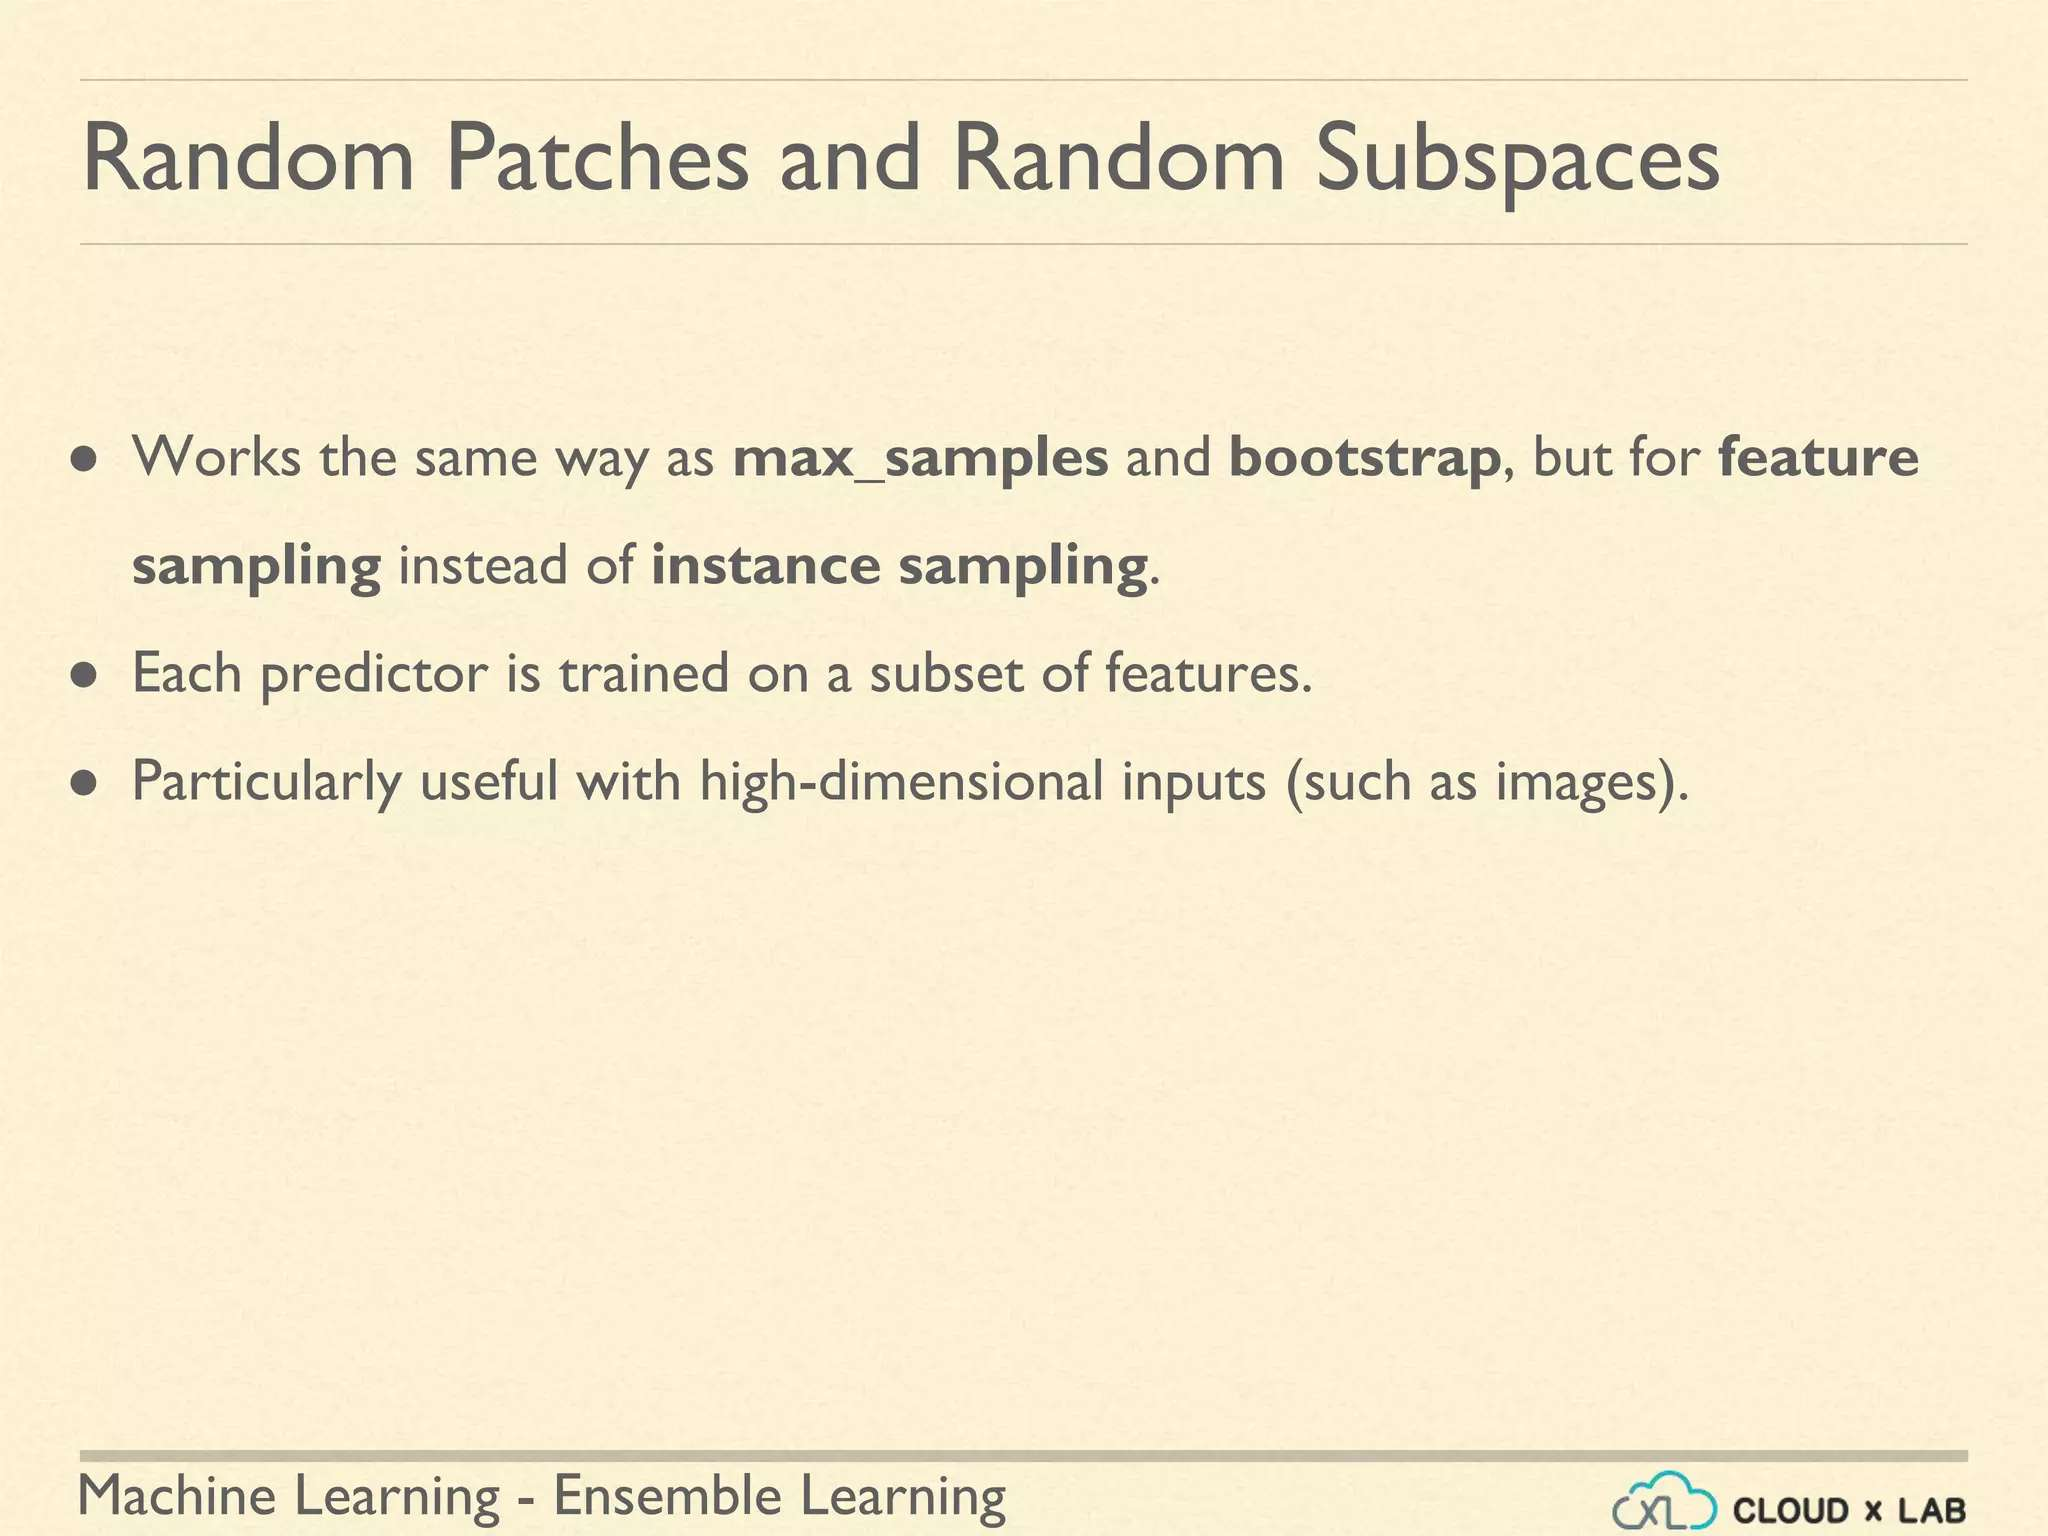 Random Patches and Random Subspaces
● Works the same way as max_samples and bootstrap, but for feature
sampling instead of instance sampling.
● Each predictor is trained on a subset of features.
● Particularly useful with high-dimensional inputs (such as images).
Machine Learning - Ensemble Learning
CXL CLOUD x LAB